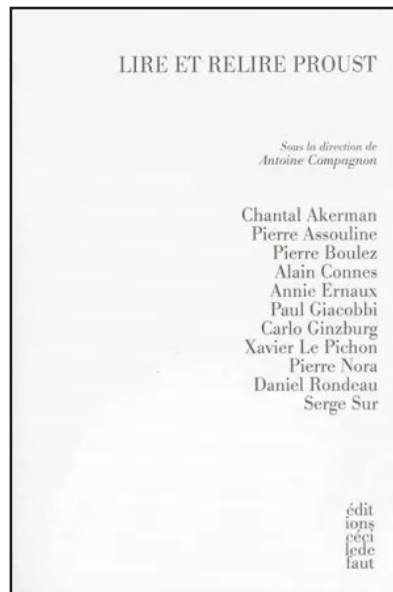 LIRE ET RELIRE PROUST
Sous la direction de
Antoine Compagnon
Chantal Akerman
Pierre Assouline
Pierre Boulez
Alain Connes
Annie Ernaux
Paul Giacobbi
Carlo Ginzburg
Xavier Le Pichon
Pierre Nora
Daniel Rondeau
Serge Sur
édit
ions
céci
lede
faut